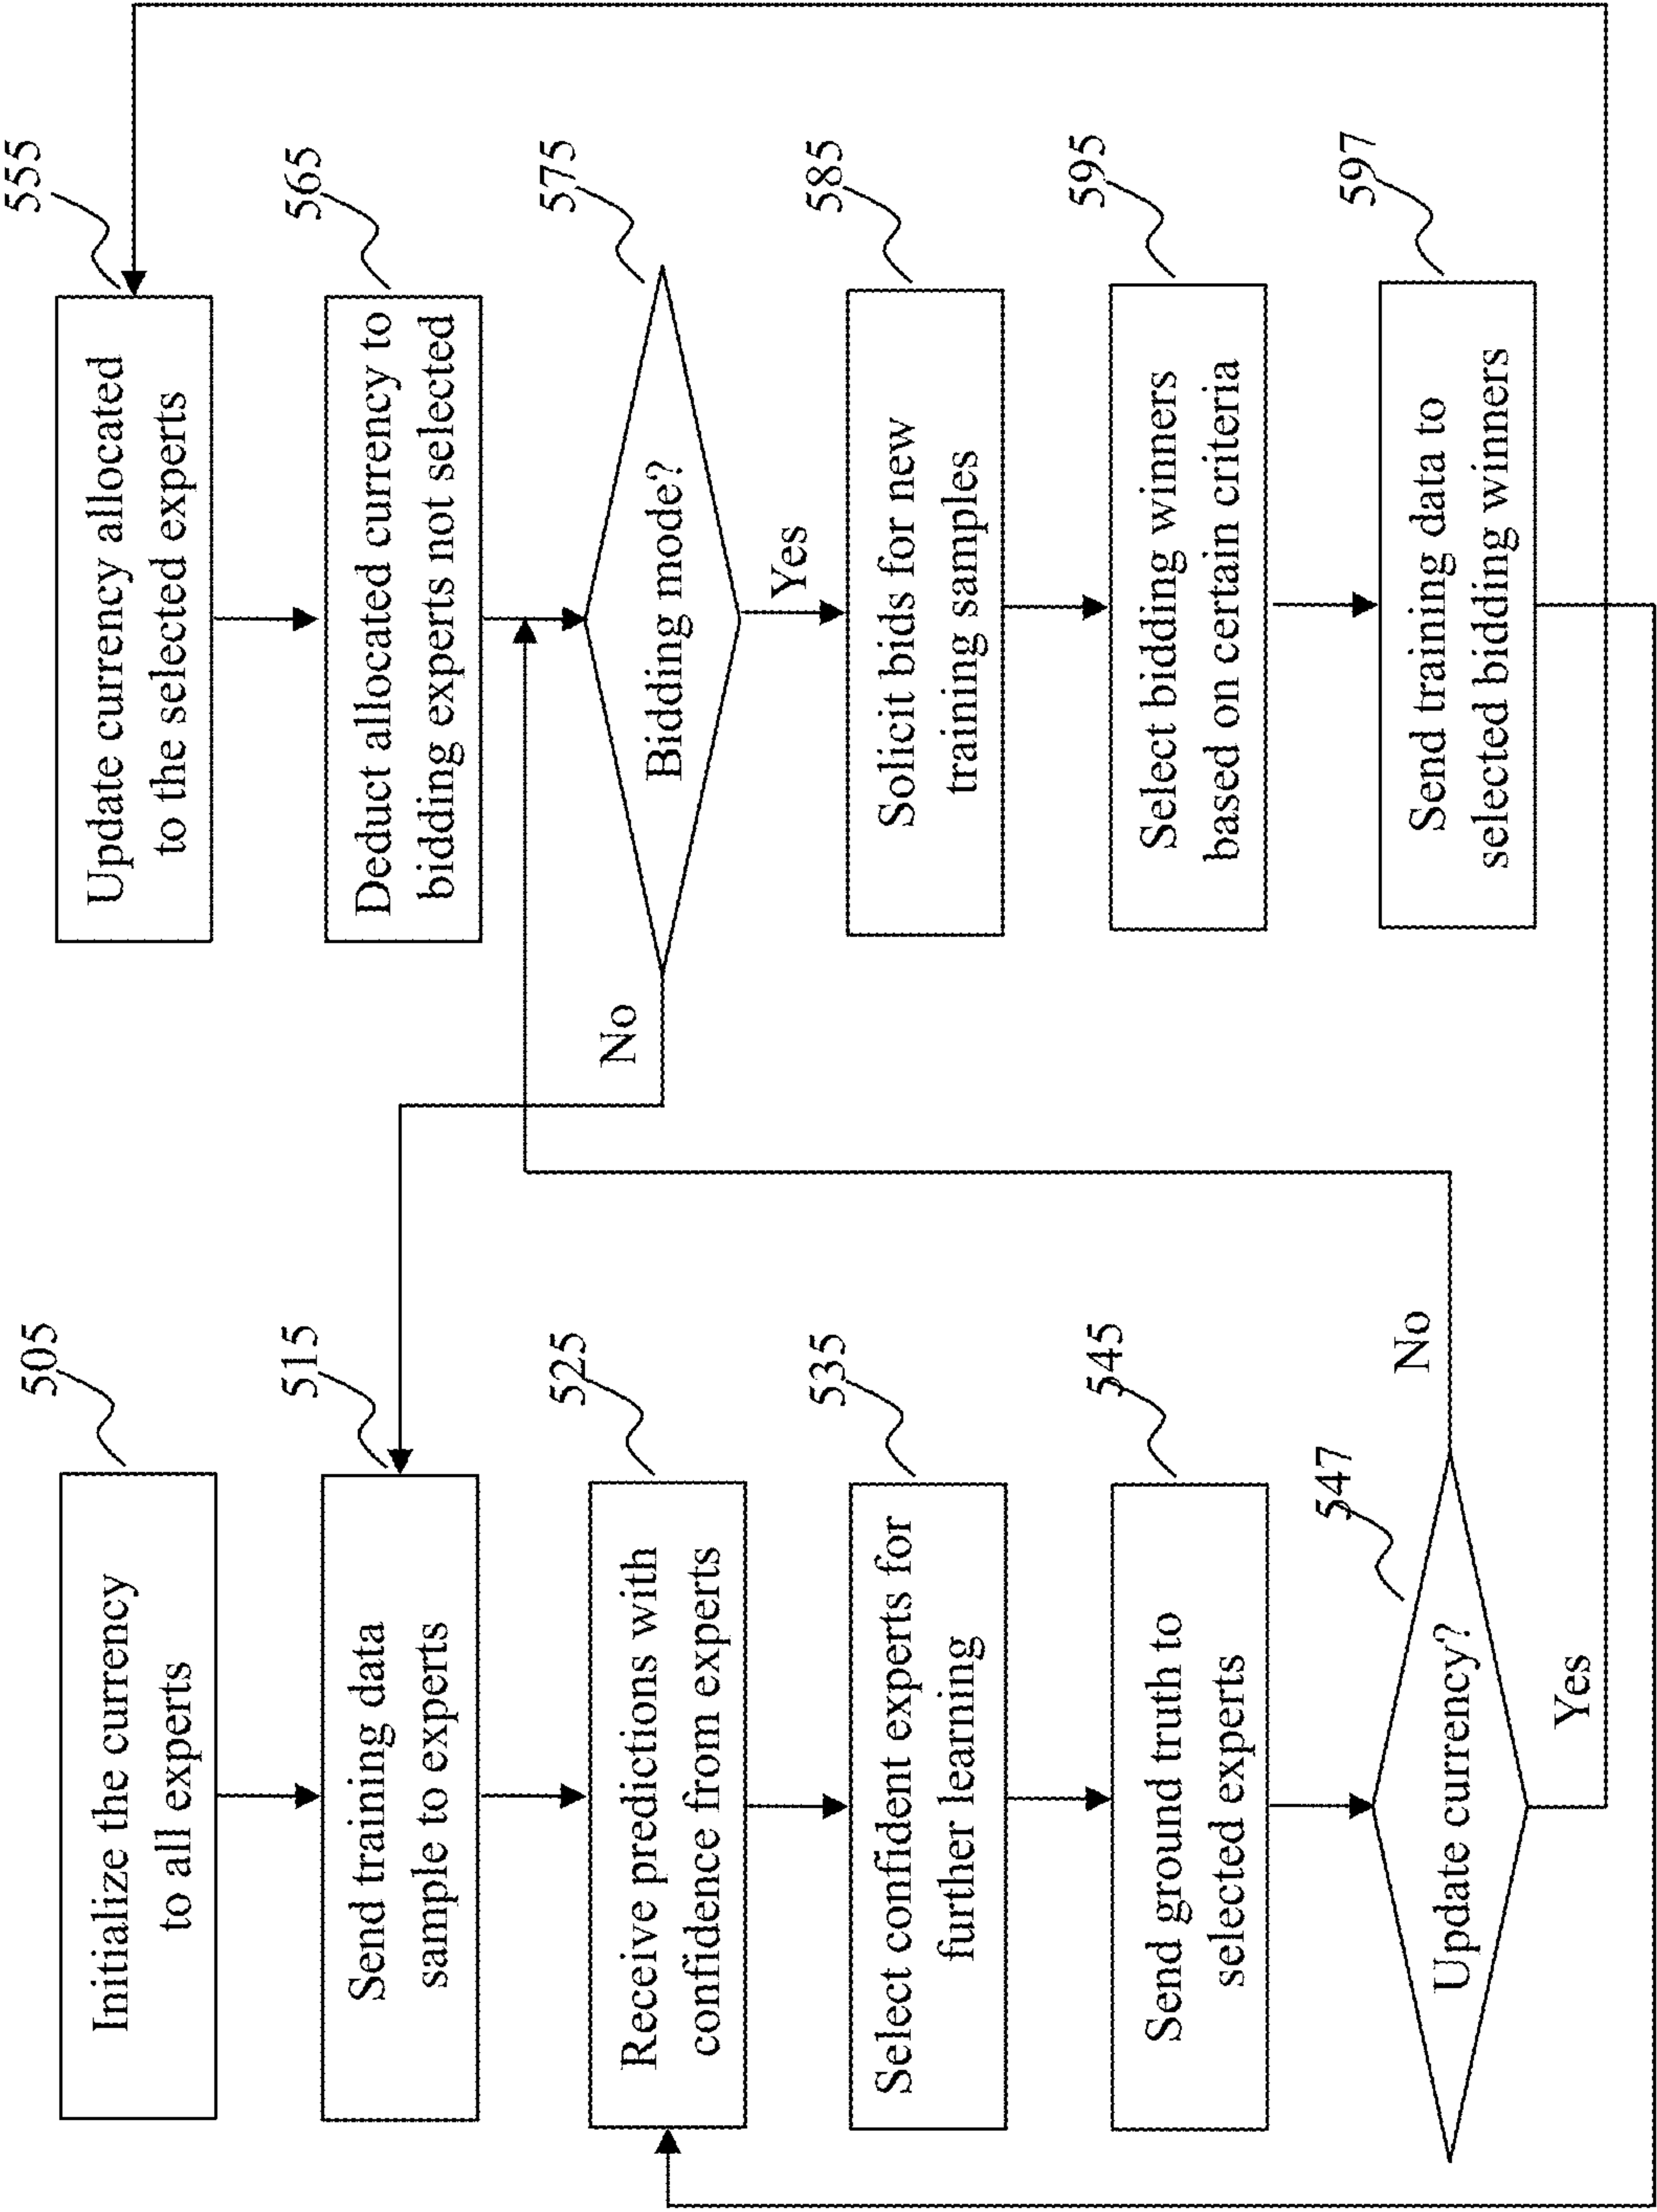 505
Initialize the currency
to all experts
515
Send training data
sample to experts
525
Receive predictions with
confidence from experts
535
Select confident experts for
further learning
545
Send ground truth to
selected experts
547
Update currency?
No
Yes
555
Update currency allocated
to the selected experts
565
Deduct allocated currency to
bidding experts not selected
575
Bidding mode?
No
Yes
585
Solicit bids for new
training samples
595
Select bidding winners
based on certain criteria
597
Send training data to
selected bidding winners